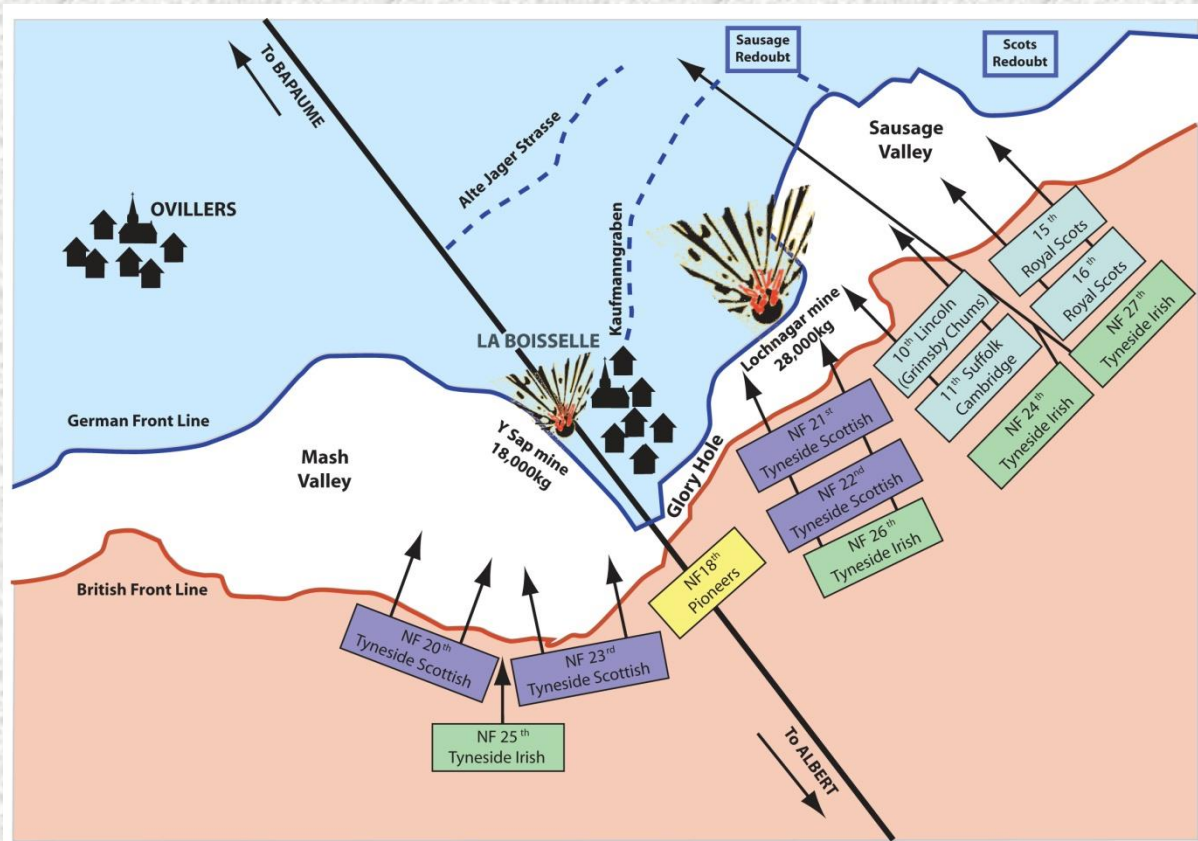 Sausage
Redoubt
Scots
Redoubt
To BAPAUME
Sausage
Valley
Alte Jager Strasse
OVILLERS
Kaufmanngraben
15th
Royal Scots
16th
Royal Scots
NF 27th
Tyneside Irish
LA BOISSELLE
Lochnagar mine
28,000kg
10th Lincoln
(Grimsby Chums)
11th Suffolk
Cambridge
NF 24th
Tyneside Irish
German Front Line
Y Sap mine
18,000kg
Mash
Valley
Glory Hole
NF 21st
Tyneside Scottish
NF 22nd
Tyneside Scottish
NF 26th
Tyneside Irish
British Front Line
NF18th
Pioneers
NF 20th
Tyneside Scottish
NF 23rd
Tyneside Scottish
NF 25th
Tyneside Irish
To ALBERT